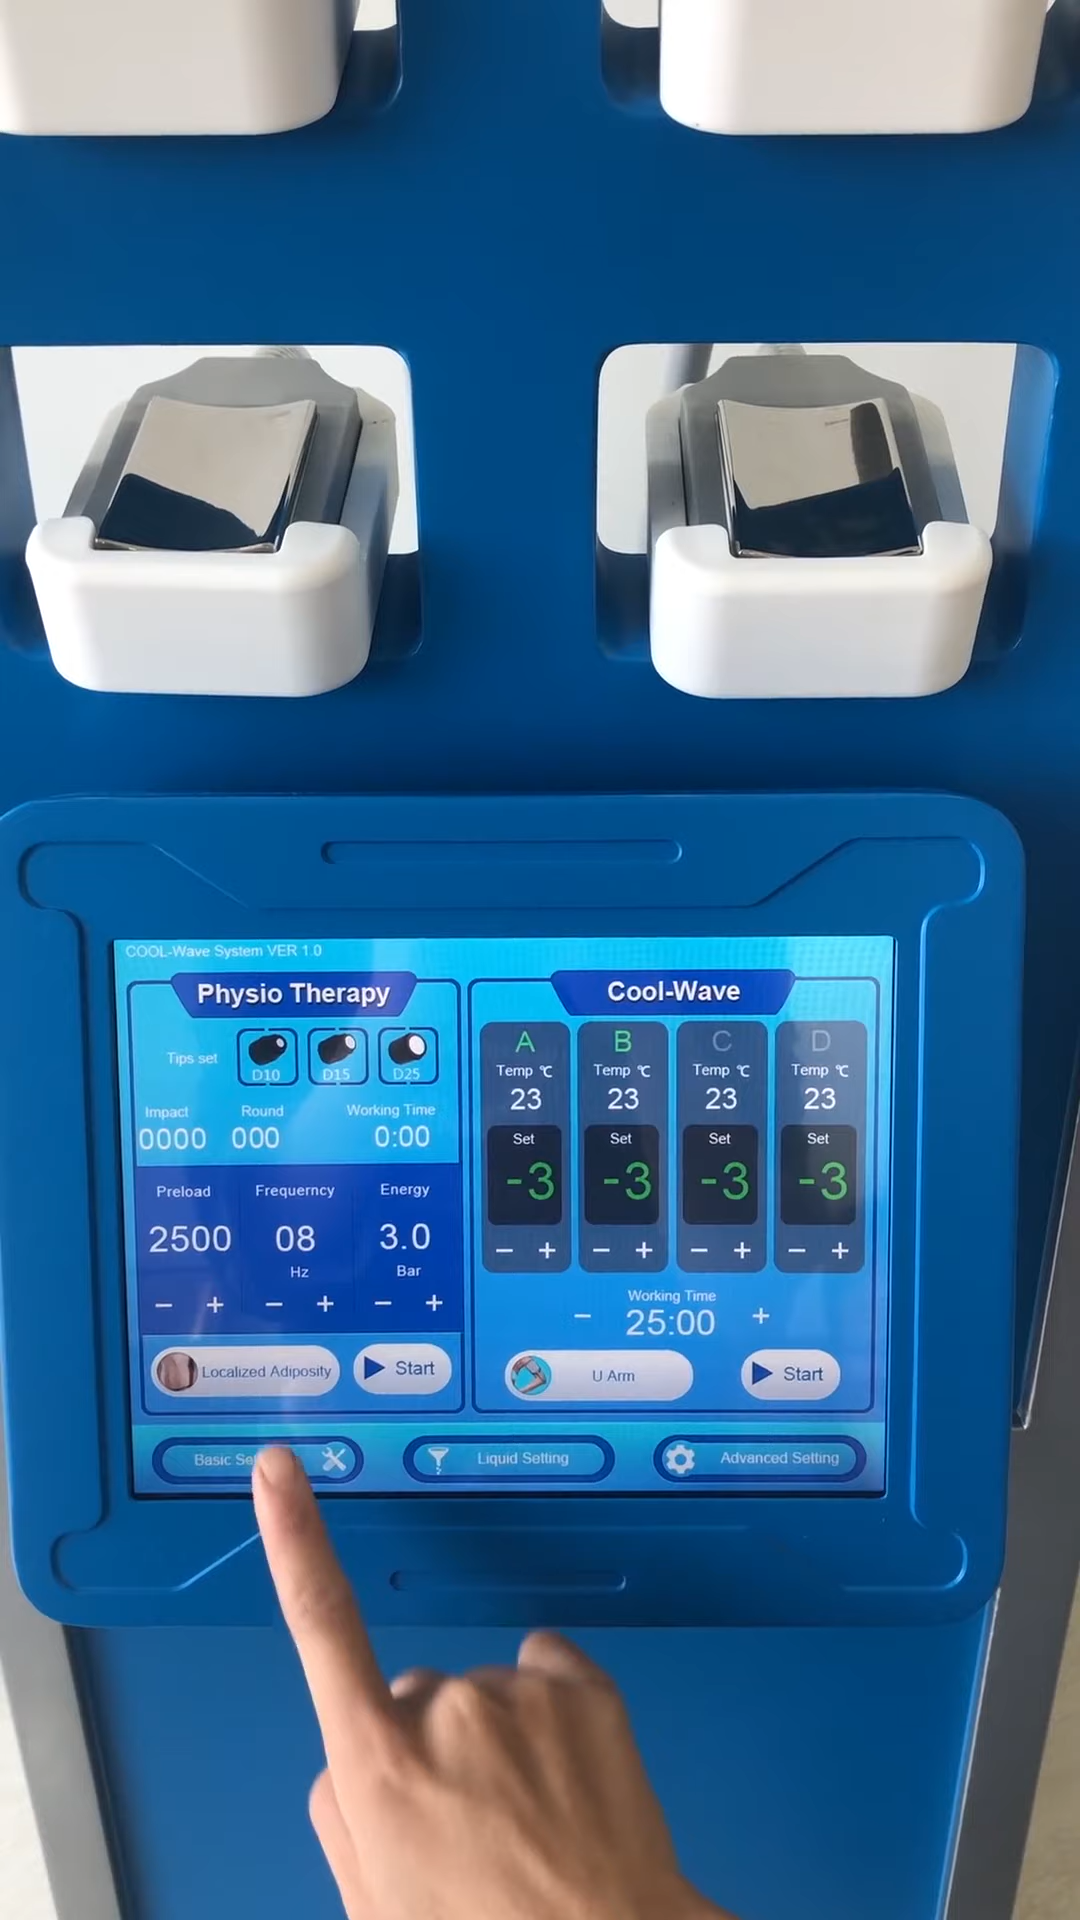 COOL-Wave System VER 1.0
Physio Therapy
Tips set
D10
D15
D25
Impact
Round
Working Time
0000
000
0:00
Preload
Frequerncy
Energy
2500
08
3.0
Hz
Bar
− + − + − +
Localized Adiposity
Start
Cool-Wave
A B C D
Temp ℃ Temp ℃ Temp ℃ Temp ℃
23 23 23 23
Set Set Set Set
-3 -3 -3 -3
− + − + − + − +
Working Time
− 25:00 +
U Arm
Start
Basic
Liquid Setting
Advanced Setting